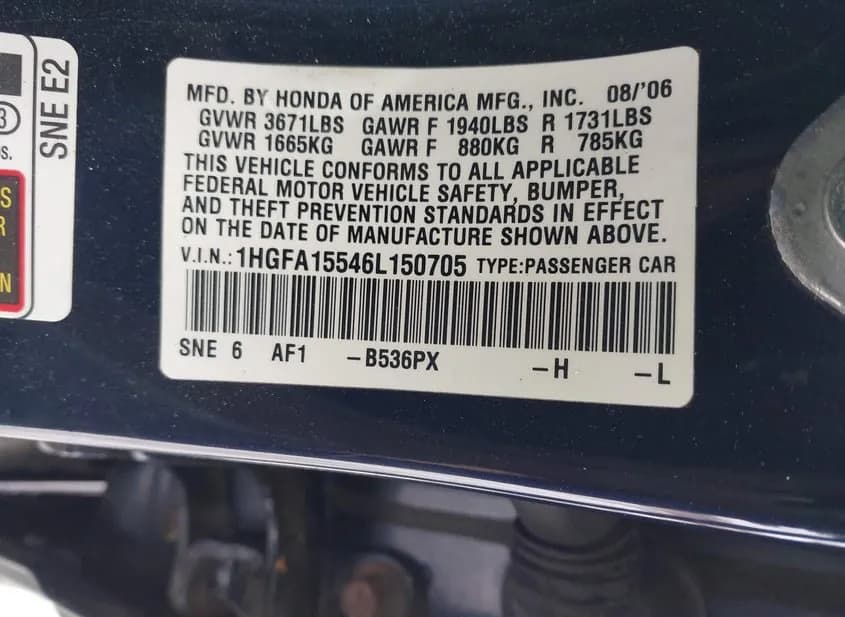 SNE E2
3
S.
S
R
N
MFD. BY HONDA OF AMERICA MFG., INC. 08/'06
GVWR 3671LBS GAWR F 1940LBS R 1731LBS
GVWR 1665KG GAWR F 880KG R 785KG
THIS VEHICLE CONFORMS TO ALL APPLICABLE
FEDERAL MOTOR VEHICLE SAFETY, BUMPER,
AND THEFT PREVENTION STANDARDS IN EFFECT
ON THE DATE OF MANUFACTURE SHOWN ABOVE.
V.I.N.: 1HGFA15546L150705 TYPE:PASSENGER CAR
SNE 6 AF1 –B536PX –H –L